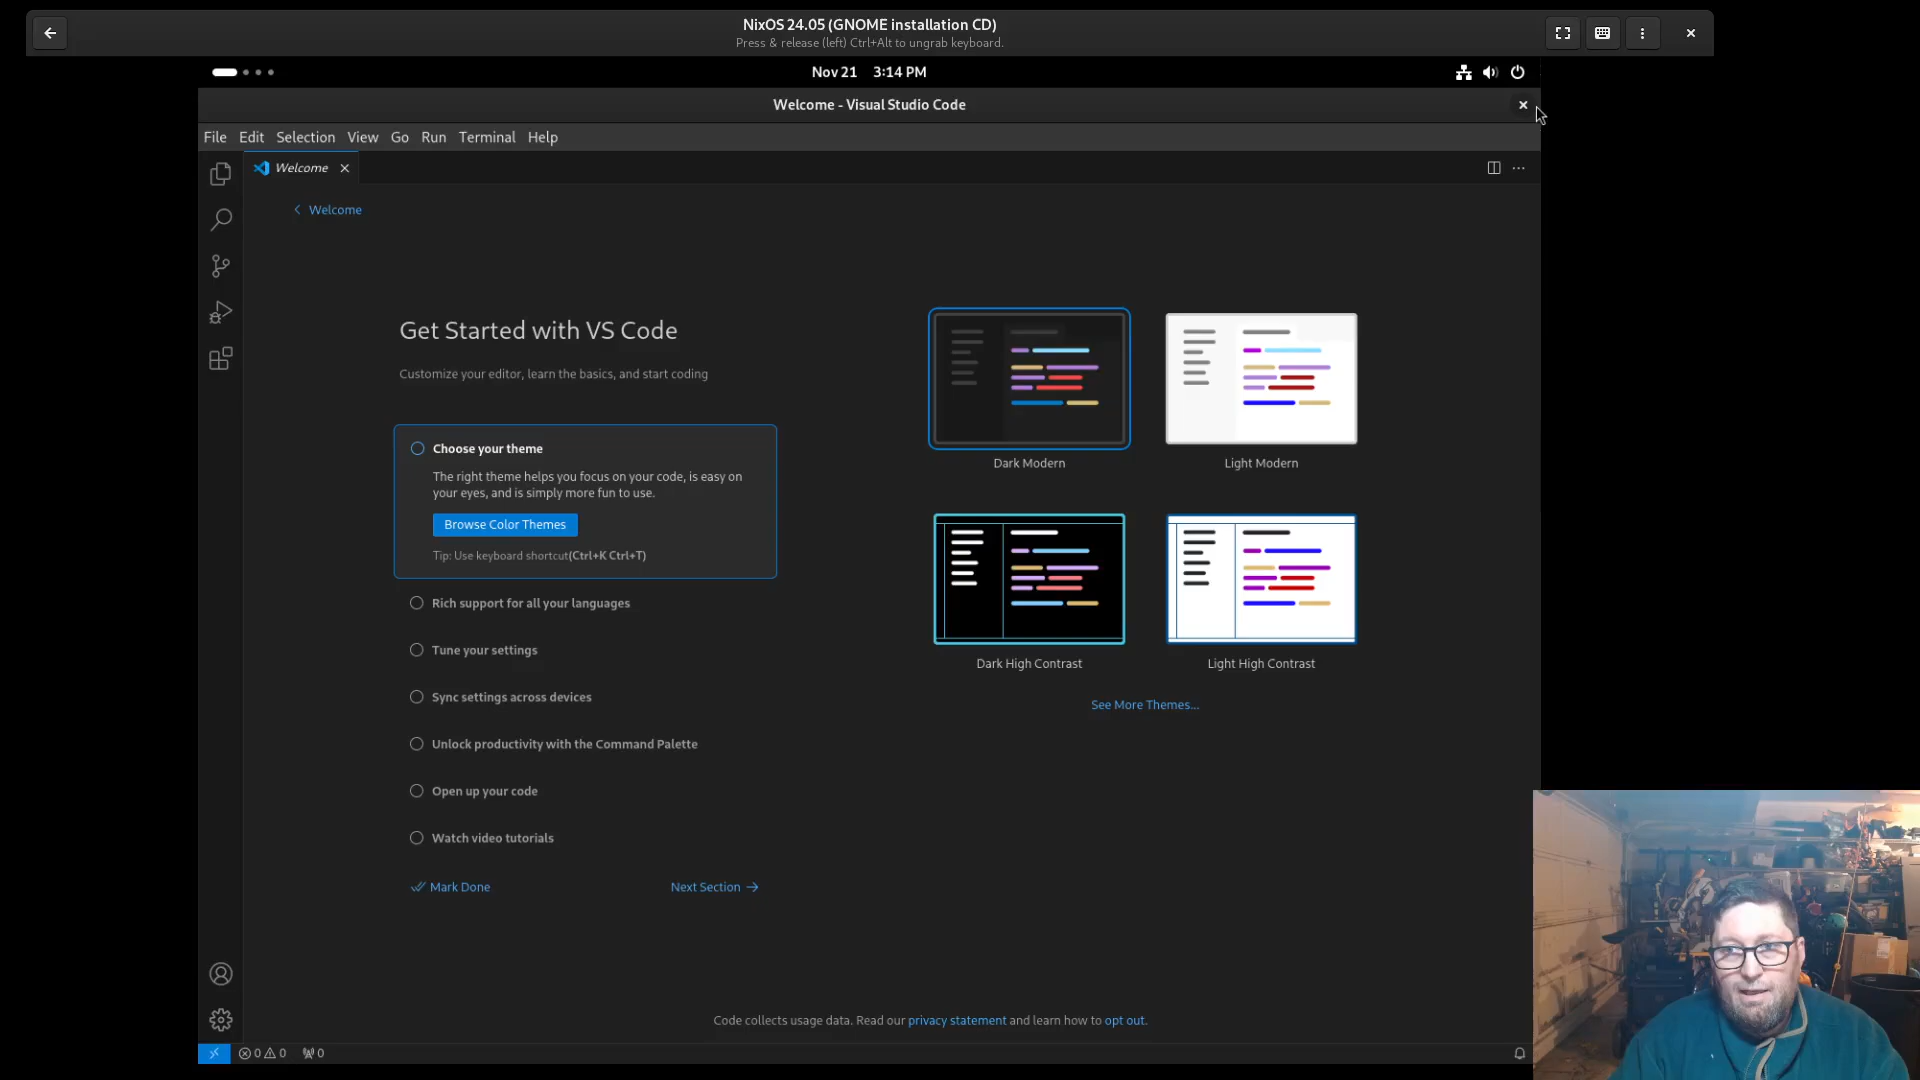 NixOS 24.05 (GNOME installation CD)
Press & release (left) Ctrl+Alt to ungrab keyboard.
Nov 21 3:14 PM
Welcome - Visual Studio Code
File Edit Selection View Go Run Terminal Help
Welcome
Welcome
Get Started with VS Code
Customize your editor, learn the basics, and start coding
Choose your theme
The right theme helps you focus on your code, is easy on
your eyes, and is simply more fun to use.
Browse Color Themes
Tip: Use keyboard shortcut(Ctrl+K Ctrl+T)
Rich support for all your languages
Tune your settings
Sync settings across devices
Unlock productivity with the Command Palette
Open up your code
Watch video tutorials
Mark Done
Next Section
Dark Modern
Light Modern
Dark High Contrast
Light High Contrast
See More Themes...
Code collects usage data. Read our privacy statement and learn how to opt out.
0 0 0